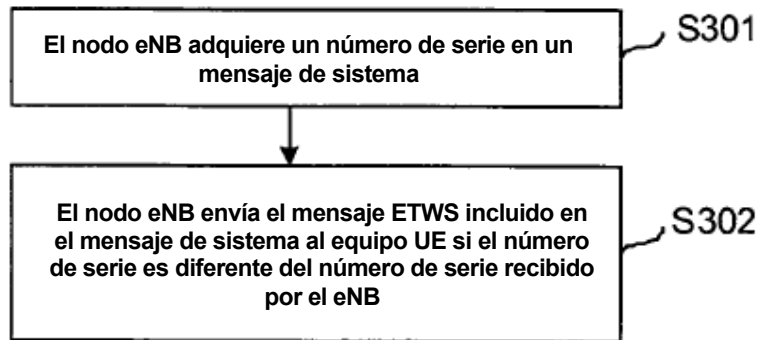 El nodo eNB adquiere un número de serie en un
mensaje de sistema
S301
El nodo eNB envía el mensaje ETWS incluido en
el mensaje de sistema al equipo UE si el número
de serie es diferente del número de serie recibido
por el eNB
S302